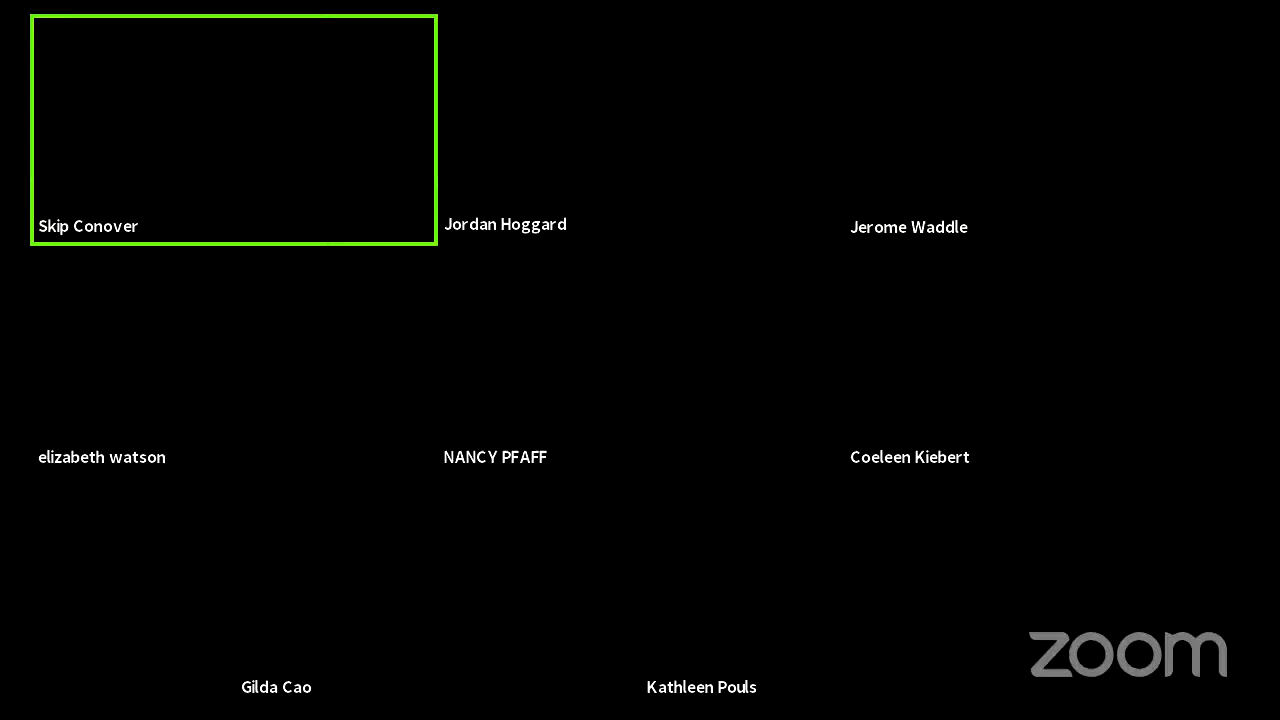 Skip Conover
Jordan Hoggard
Jerome Waddle
elizabeth watson
NANCY PFAFF
Coeleen Kiebert
Gilda Cao
Kathleen Pouls
zoom